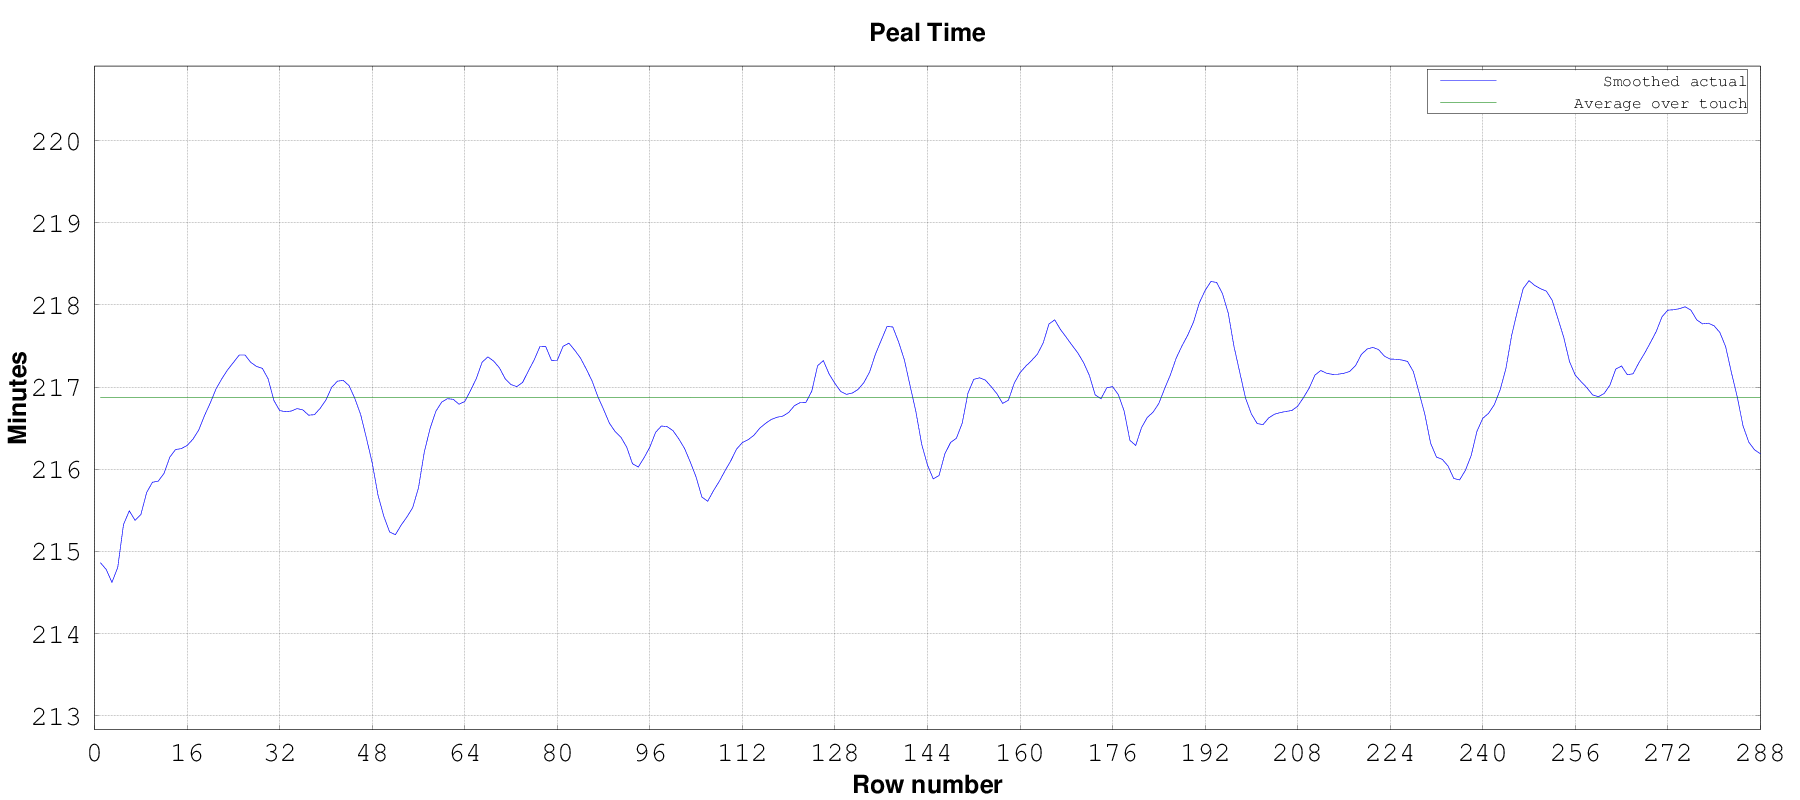 Peal Time
Smoothed actual
Average over touch
220
219
218
217
216
215
214
213
Minutes
0 16 32 48 64 80 96 112 128 144 160 176 192 208 224 240 256 272 288
Row number